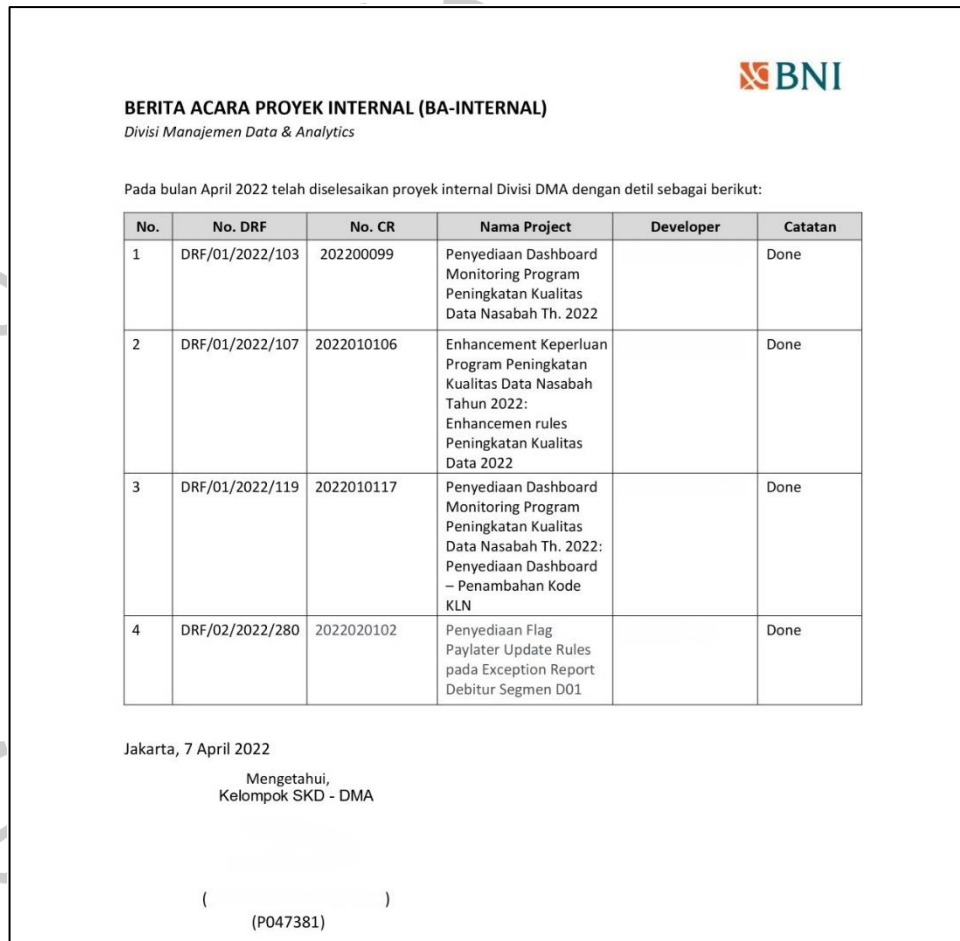 BNI
BERITA ACARA PROYEK INTERNAL (BA-INTERNAL)
Divisi Manajemen Data & Analytics
Pada bulan April 2022 telah diselesaikan proyek internal Divisi DMA dengan detil sebagai berikut:
No. No. DRF No. CR Nama Project Developer Catatan
1 DRF/01/2022/103 202200099 Penyediaan Dashboard Done
Monitoring Program
Peningkatan Kualitas
Data Nasabah Th. 2022
2 DRF/01/2022/107 2022010106 Enhancement Keperluan Done
Program Peningkatan
Kualitas Data Nasabah
Tahun 2022:
Enhancemen rules
Peningkatan Kualitas
Data 2022
3 DRF/01/2022/119 2022010117 Penyediaan Dashboard Done
Monitoring Program
Peningkatan Kualitas
Data Nasabah Th. 2022:
Penyediaan Dashboard
– Penambahan Kode
KLN
4 DRF/02/2022/280 2022020102 Penyediaan Flag Done
Paylater Update Rules
pada Exception Report
Debitur Segmen D01
Jakarta, 7 April 2022
Mengetahui,
Kelompok SKD - DMA
( )
(P047381)